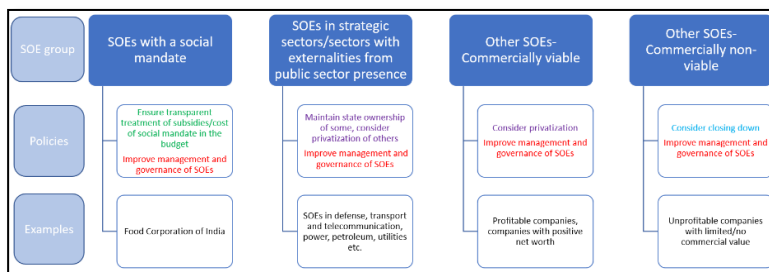 SOE group
SOEs with a social
mandate
SOEs in strategic
sectors/sectors with
externalities from
public sector presence
Other SOEs-
Commercially viable
Other SOEs-
Commercially non-
viable
Policies
Ensure transparent
treatment of subsidies/cost
of social mandate in the
budget
Improve management and
governance of SOEs
Maintain state ownership
of some, consider
privatization of others
Improve management and
governance of SOEs
Consider privatization
Improve management and
governance of SOEs
Consider closing down
Improve management and
governance of SOEs
Examples
Food Corporation of India
SOEs in defense, transport
and telecommunication,
power, petroleum, utilities
etc.
Profitable companies,
companies with positive
net worth
Unprofitable companies
with limited/no
commercial value